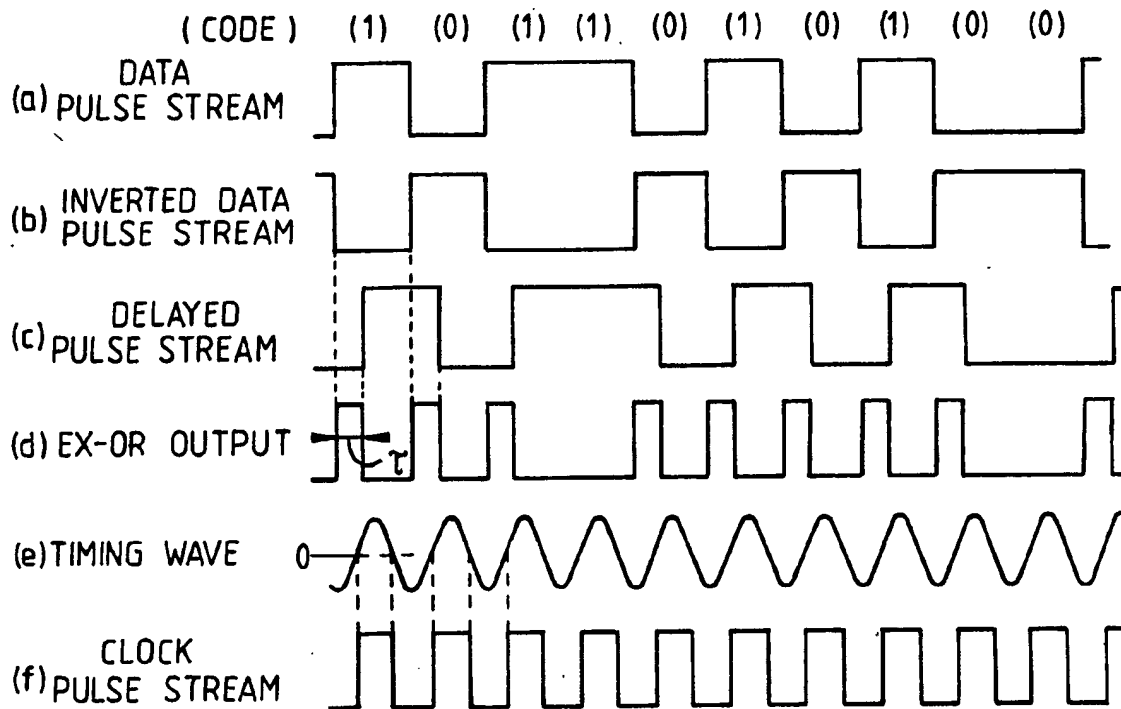 (CODE) (1) (0) (1) (1) (0) (1) (0) (1) (0) (0)
(a) DATA
PULSE STREAM
(b) INVERTED DATA
PULSE STREAM
(c) DELAYED
PULSE STREAM
(d) EX-OR OUTPUT
τ
(e) TIMING WAVE 0
(f) CLOCK
PULSE STREAM